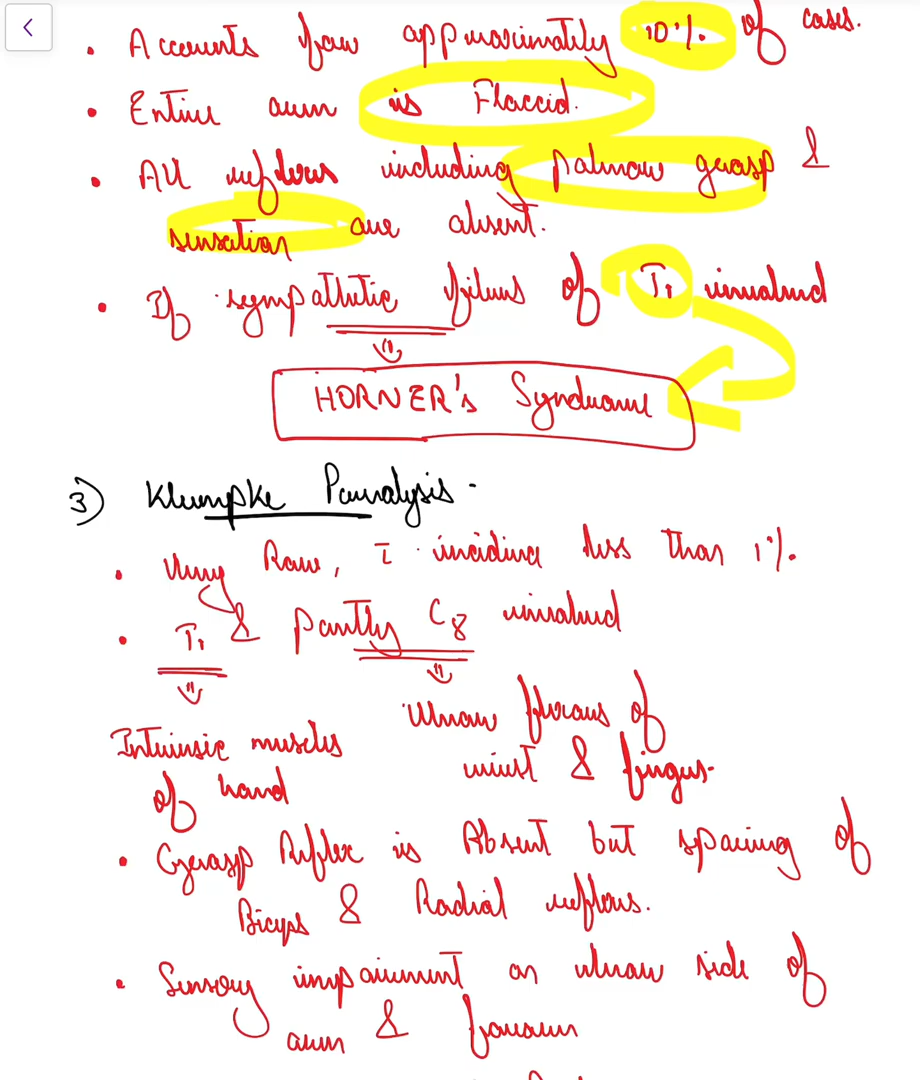 • Accounts for approximately 10% of cases.
• Entire arm is Flaccid.
• All reflexes including palmar grasp &
sensation are absent.
• If sympathetic fibers of T1 involved
HORNER's Syndrome
3) Klumpke Paralysis.
• Very Rare, I incidence less than 1%.
• T1 & partly C8 involved
Intrinsic muscles
of hand
Ulnar flexors of
wrist & fingers.
• Grasp Reflex is Absent but spacing of
Biceps & Radial reflexes.
• Sensory impairment on ulnar side of
arm & forearm